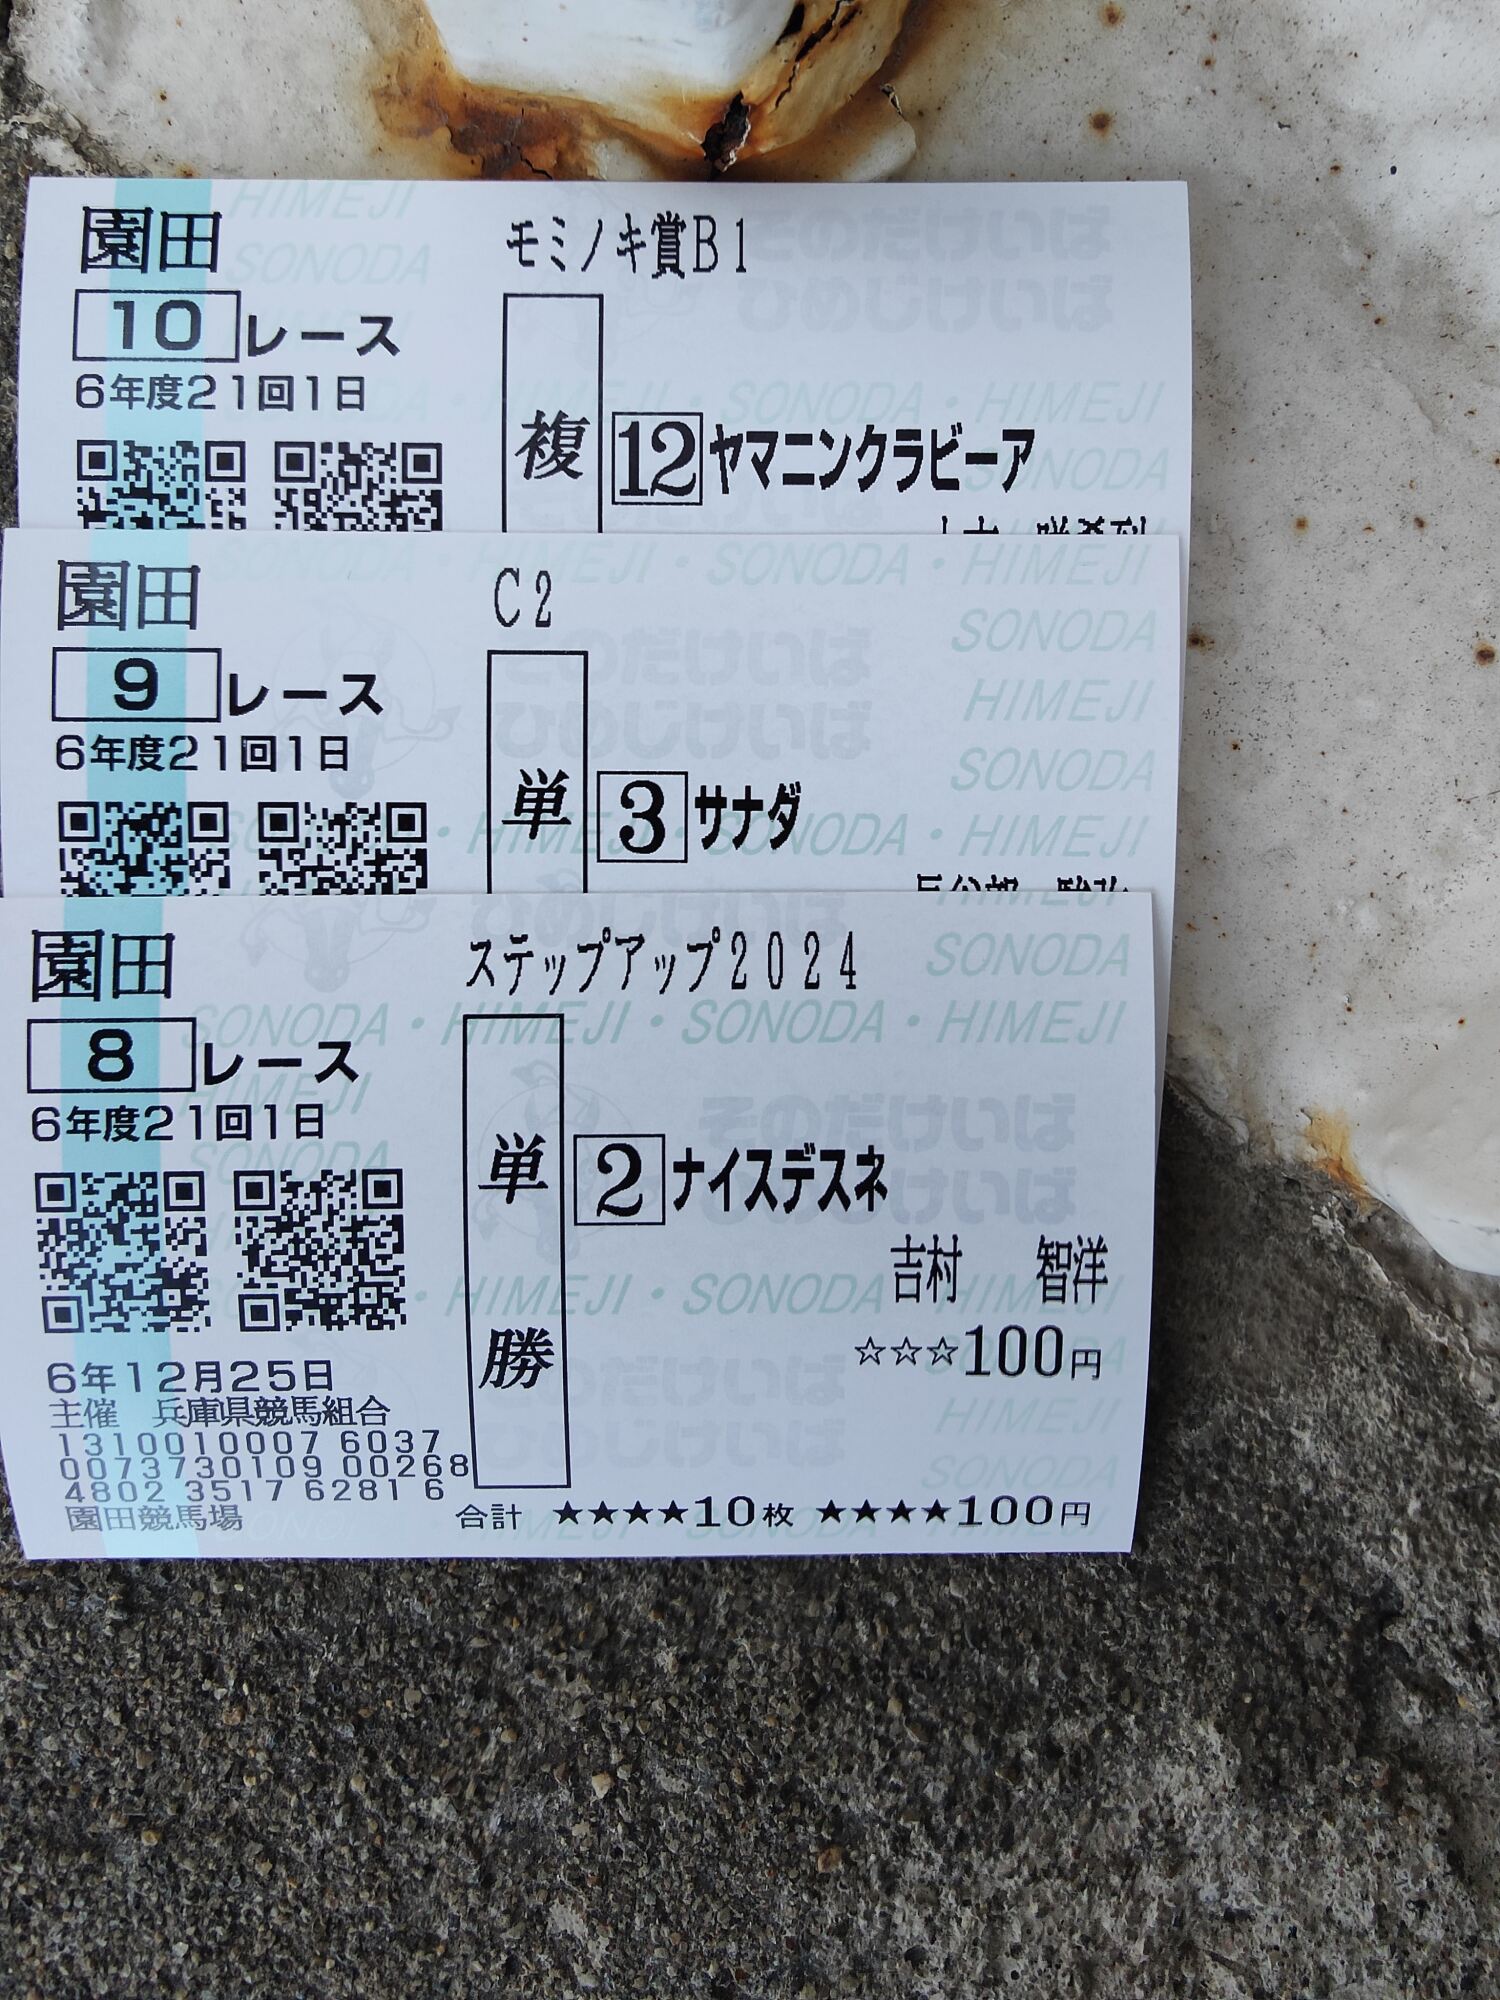 園田
モミノキ賞B1
10レース
6年度21回1日
複
12 ヤマニンクラビーア
園田
C2
9レース
6年度21回1日
単
3 サナダ
園田
ステップアップ2024
8レース
6年度21回1日
単勝
2 ナイスデスネ
吉村 智洋
☆☆☆100円
6年12月25日
主催 兵庫県競馬組合
1310010007 6037
0073730109 00268
4802 3517 6281 6
園田競馬場
合計 ★★★★10枚 ★★★★100円